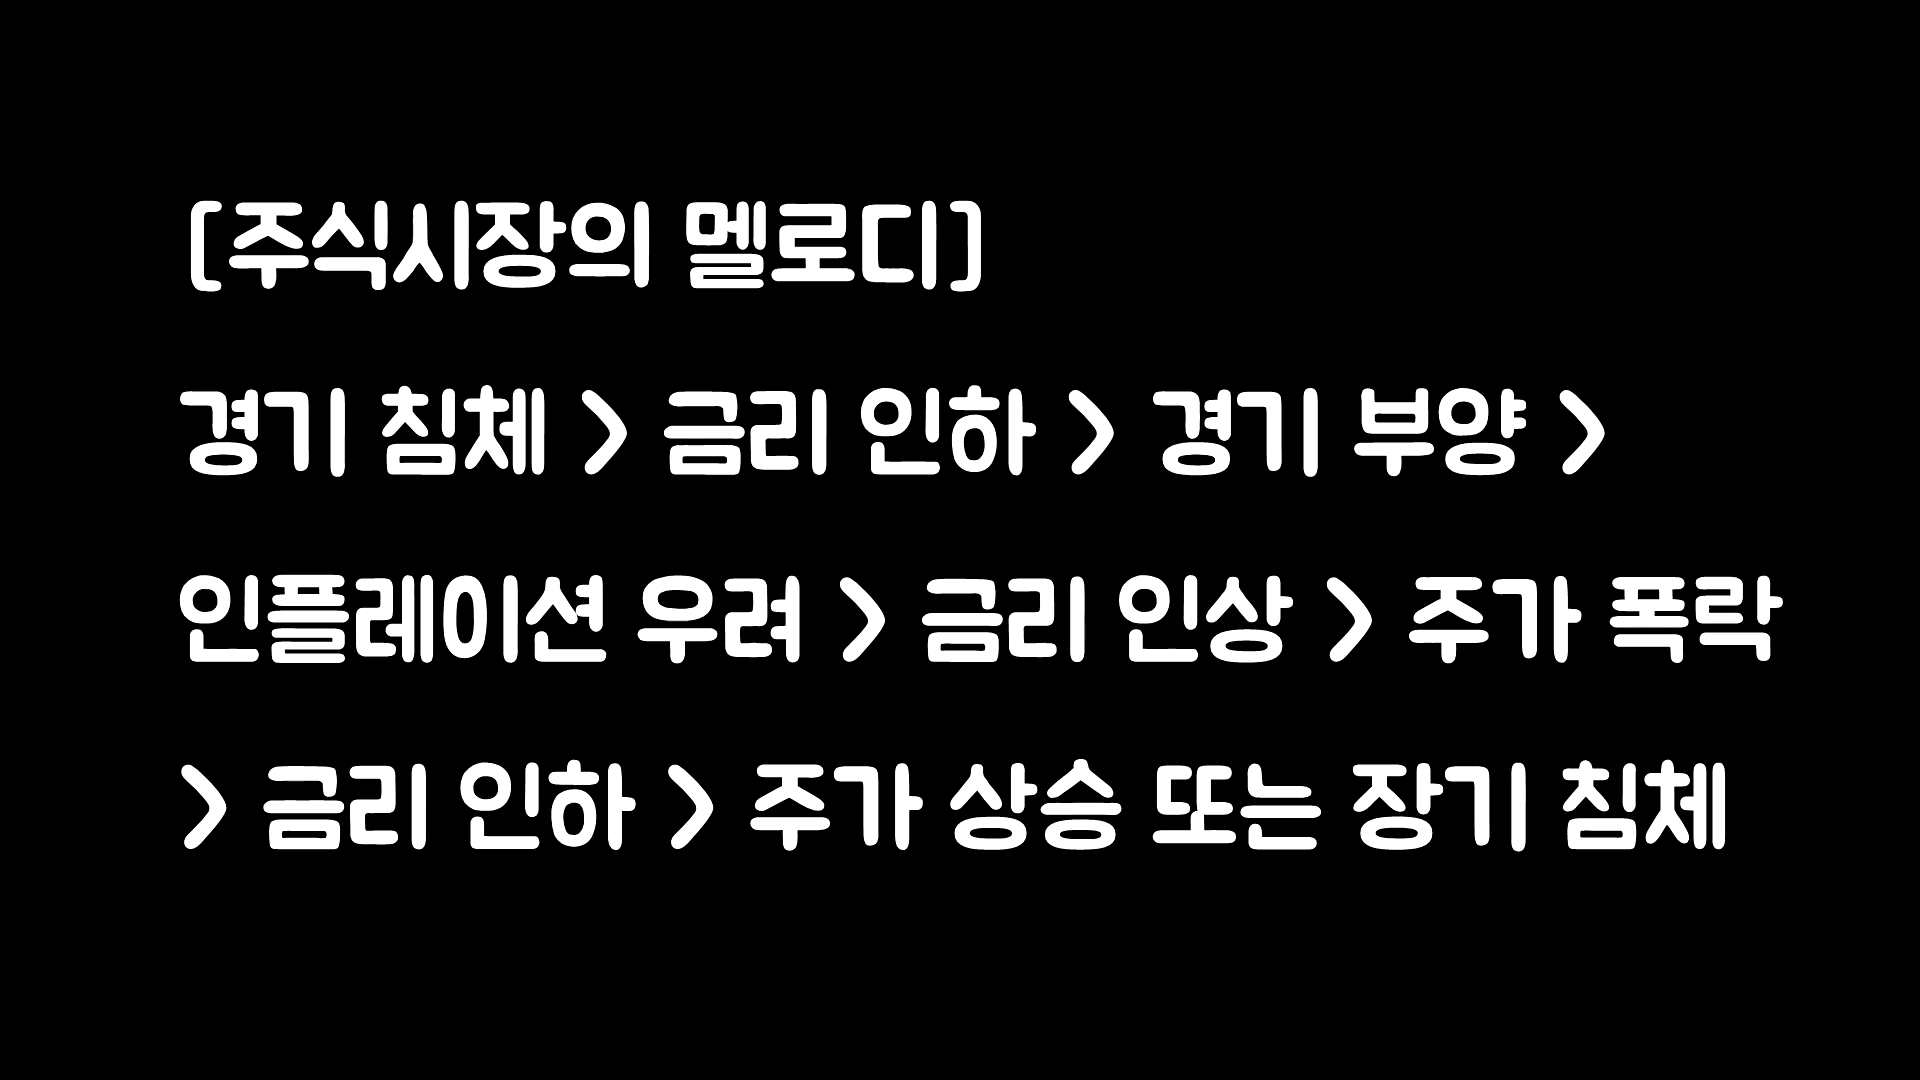 [주식시장의 멜로디]
경기 침체 > 금리 인하 > 경기 부양 >
인플레이션 우려 > 금리 인상 > 주가 폭락
> 금리 인하 > 주가 상승 또는 장기 침체